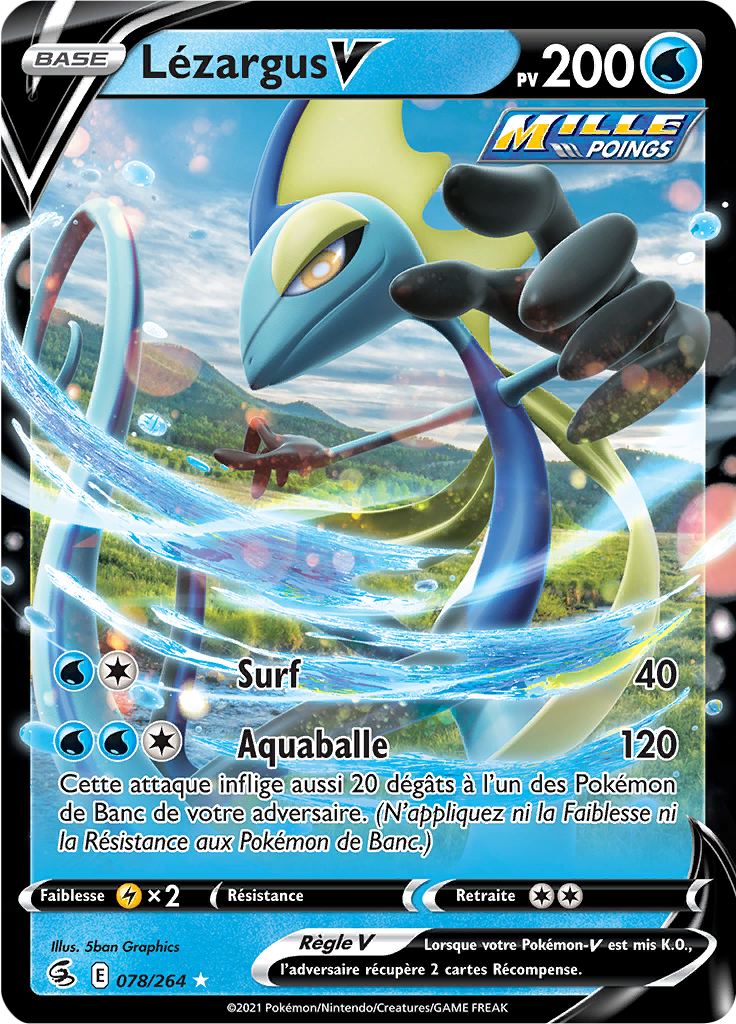 BASE Lézargus V PV 200
MILLE
POINGS
Surf 40
Aquaballe 120
Cette attaque inflige aussi 20 dégâts à l'un des Pokémon
de Banc de votre adversaire. (N'appliquez ni la Faiblesse ni
la Résistance aux Pokémon de Banc.)
Faiblesse ×2 Résistance Retraite
Illus. 5ban Graphics
Règle V Lorsque votre Pokémon-V est mis K.O.,
l'adversaire récupère 2 cartes Récompense.
E 078/264
©2021 Pokémon/Nintendo/Creatures/GAME FREAK